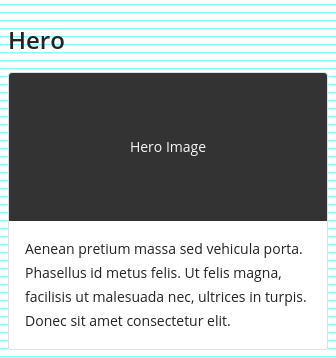 Hero
Hero Image
Aenean pretium massa sed vehicula porta.
Phasellus id metus felis. Ut felis magna,
facilisis ut malesuada nec, ultrices in turpis.
Donec sit amet consectetur elit.